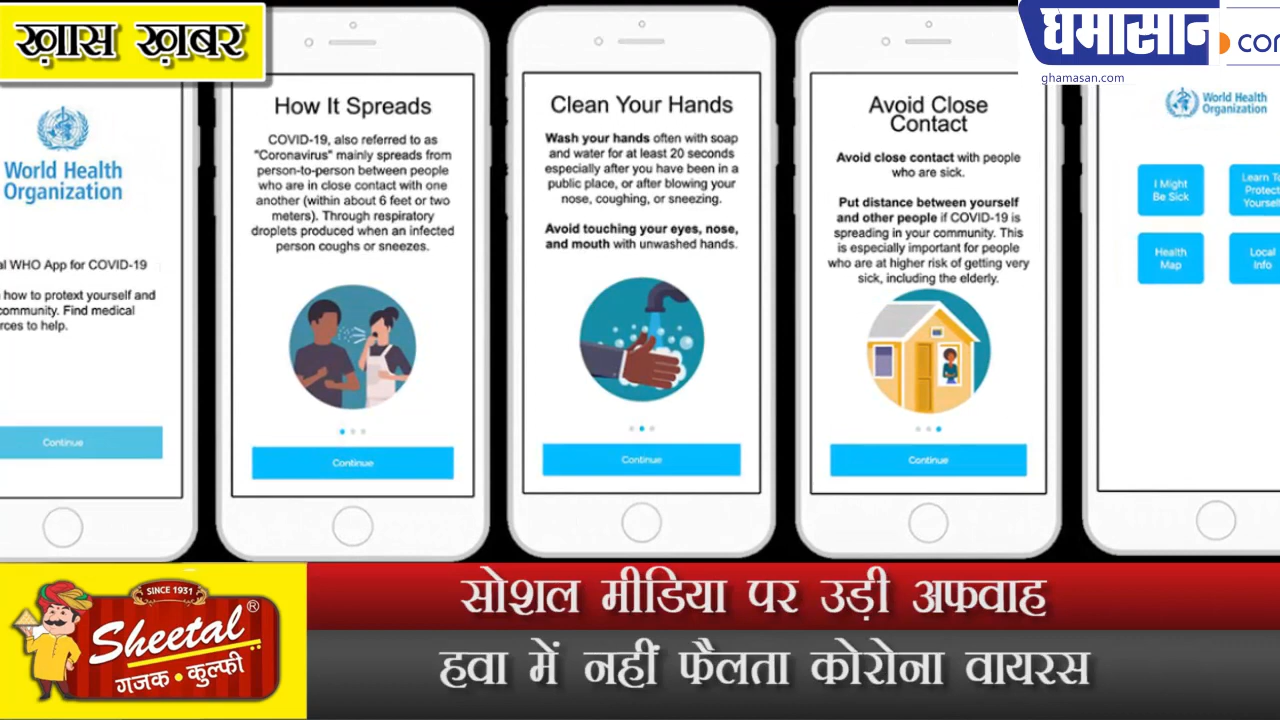 ख़ास ख़बर
घमासान
.com
ghamasan.com
World Health
Organization
WHO App for COVID-19
how to protext yourself and
community. Find medical
to help.
Continue
How It Spreads
COVID-19, also referred to as
"Coronavirus" mainly spreads from
person-to-person between people
who are in close contact with one
another (within about 6 feet or two
meters). Through respiratory
droplets produced when an infected
person coughs or sneezes.
Continue
Clean Your Hands
Wash your hands often with soap
and water for at least 20 seconds
especially after you have been in a
public place, or after blowing your
nose, coughing, or sneezing.
Avoid touching your eyes, nose,
and mouth with unwashed hands.
Continue
Avoid Close
Contact
Avoid close contact with people
who are sick.
Put distance between yourself
and other people if COVID-19 is
spreading in your community. This
is especially important for people
who are at higher risk of getting very
sick, including the elderly.
Continue
World Health
Organization
I Might
Be Sick
Learn To
Protect
Yourself
Health
Map
Local
Info
SINCE 1931
Sheetal®
गजक • कुल्फी
सोशल मीडिया पर उड़ी अफवाह
हवा में नहीं फैलता कोरोना वायरस